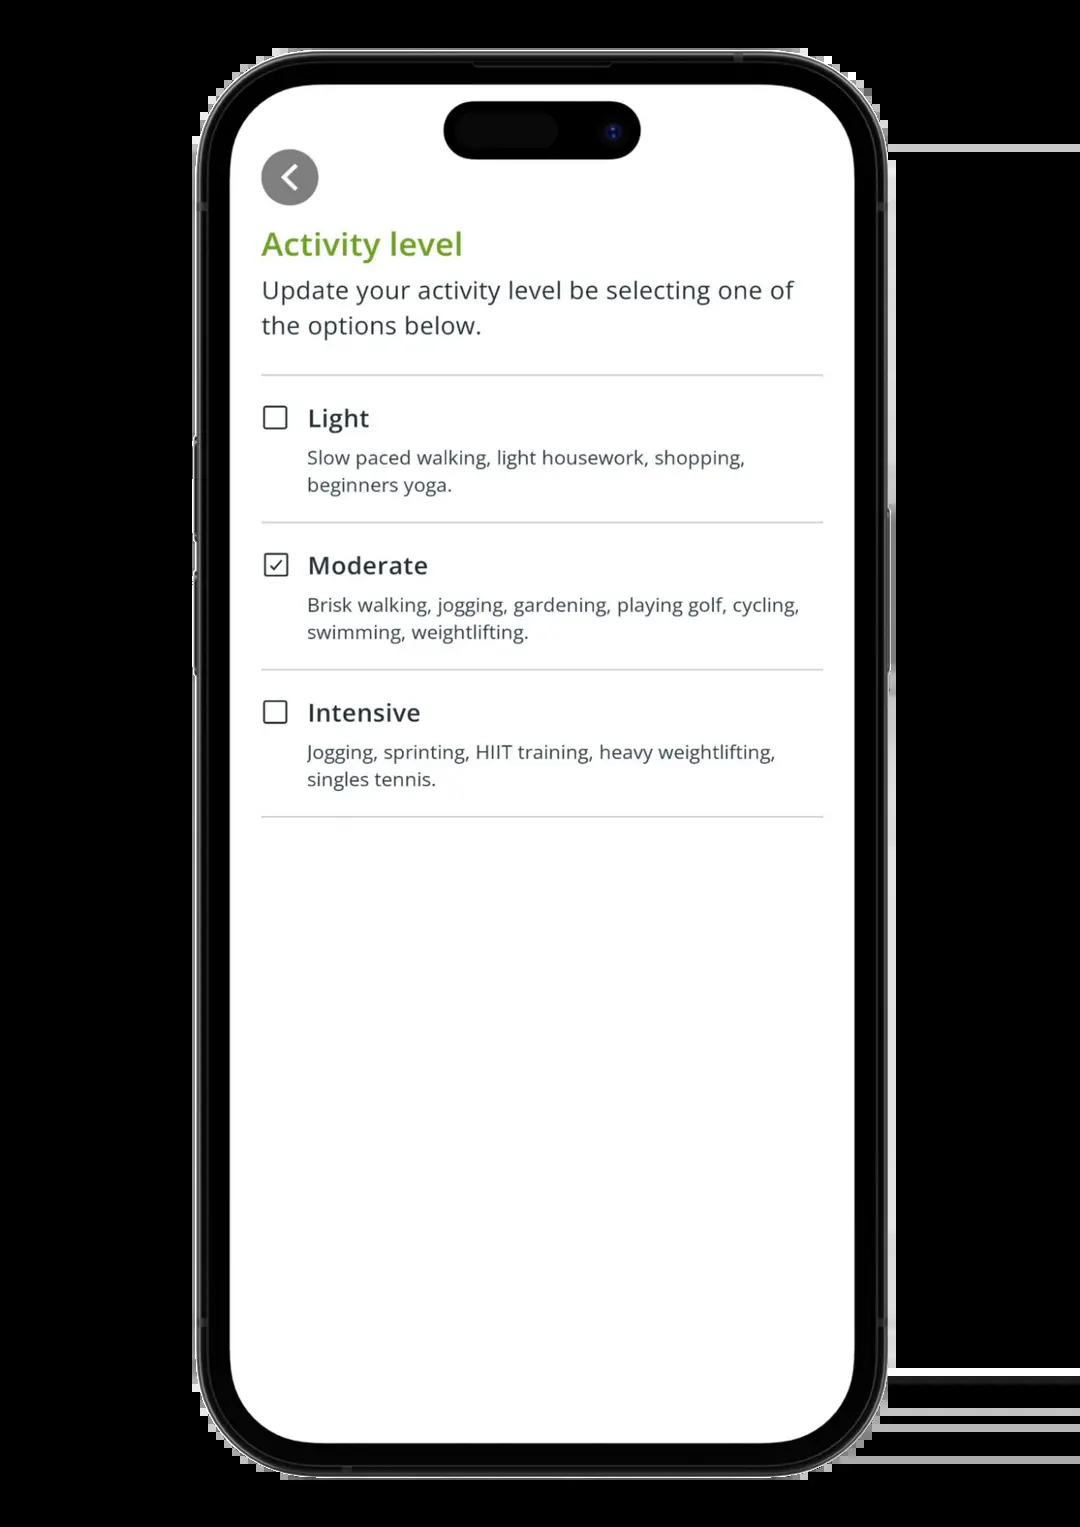 Activity level
Update your activity level be selecting one of
the options below.
Light
Slow paced walking, light housework, shopping,
beginners yoga.
Moderate
Brisk walking, jogging, gardening, playing golf, cycling,
swimming, weightlifting.
Intensive
Jogging, sprinting, HIIT training, heavy weightlifting,
singles tennis.